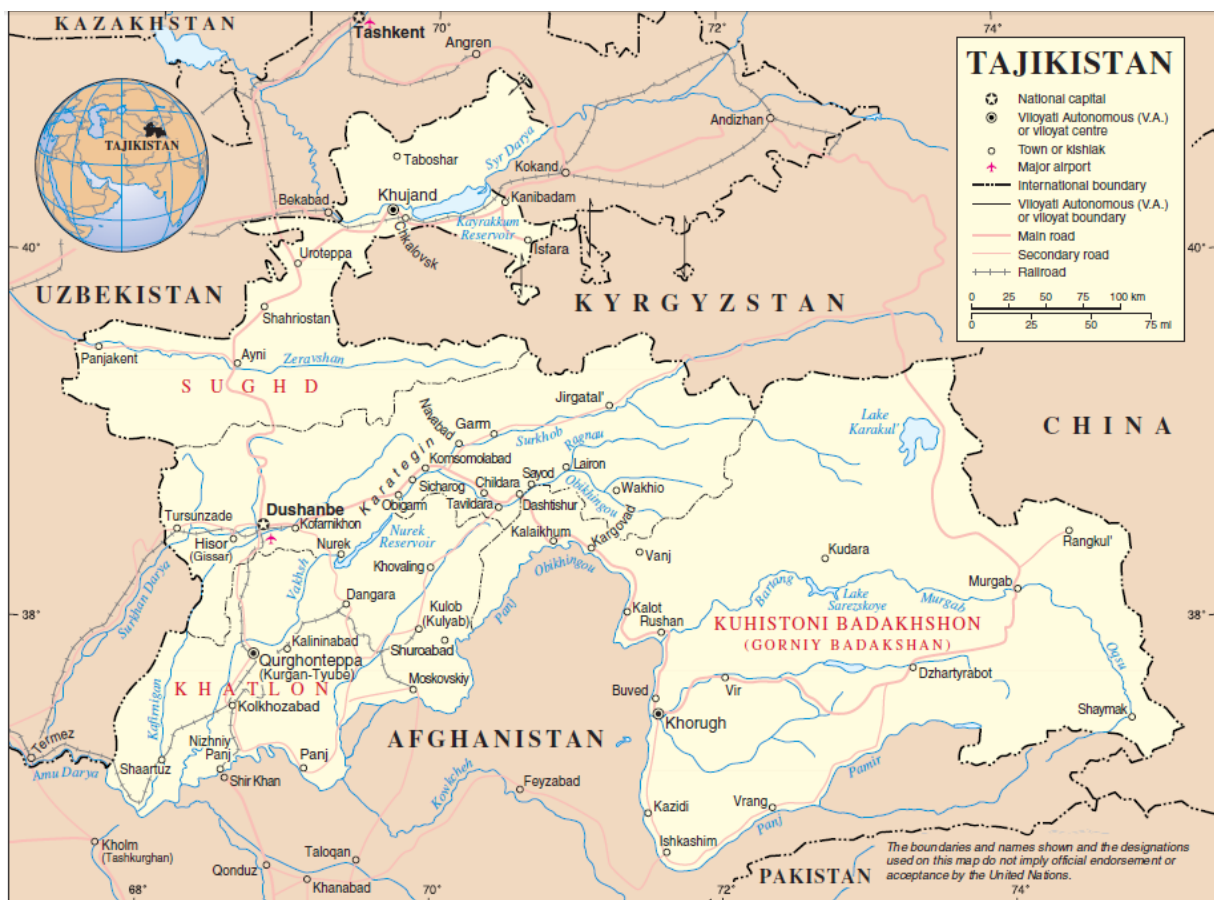 KAZAKHSTAN
70°
72°
74°
Tashkent
Angren
TAJIKISTAN
National capital
Viloyati Autonomous (V.A.)
or viloyat centre
Town or kishlak
Major airport
International boundary
Viloyati Autonomous (V.A.)
or viloyat boundary
Main road
Secondary road
Railroad
0 25 50 75 100 km
0 25 50 75 mi
TAJIKISTAN
Andizhan
Taboshar
Syr Darya
Kokand
Khujand
Bekabad
Kanibadam
Chkalovsk
Kayrakkum
Reservoir
Isfara
40°
40°
Uroteppa
UZBEKISTAN
KYRGYZSTAN
Shahriostan
Panjakent
Ayni
Zeravshan
SUGHD
Jirgatal'
CHINA
Lake
Karakul'
Navabad
Garm
Surkhob
Ragnau
Karategin
Komsomolabad
Lairon
Sayod
Sicharog
Childara
Obikhingou
Wakhio
Obigarm
Tavildara
Dashtishur
Dushanbe
Tursunzade
Kofarnikhon
Nurek
Reservoir
Kargovad
Kalaikhum
Rangkul'
Hisor
(Gissar)
Nurek
Vanj
Kudara
Khovaling
Obikhingou
Surkhan Darya
Vakhsh
Dangara
Panj
Bartang
Murgab
Lake
Sarezskoye
Murgab
38°
38°
Kulob
(Kulyab)
Kalot
Rushan
KUHISTONI BADAKHSHON
(GORNIY BADAKSHAN)
Kalininabad
Shuroabad
Oqsu
Qurghonteppa
(Kurgan-Tyube)
KHATLON
Moskovskiy
Dzhartyrabot
Vir
Buved
Kafirnigan
Kolkhozabad
Khorugh
Shaymak
Termez
Nizhniy
Panj
AFGHANISTAN
Amu Darya
Shaartuz
Panj
Shir Khan
Kowkcheh
Feyzabad
Pamir
Kazidi
Vrang
Panj
Kholm
(Tashkurghan)
Taloqan
Ishkashim
Qonduz
Khanabad
PAKISTAN
The boundaries and names shown and the designations
used on this map do not imply official endorsement or
acceptance by the United Nations.
68°
70°
72°
74°